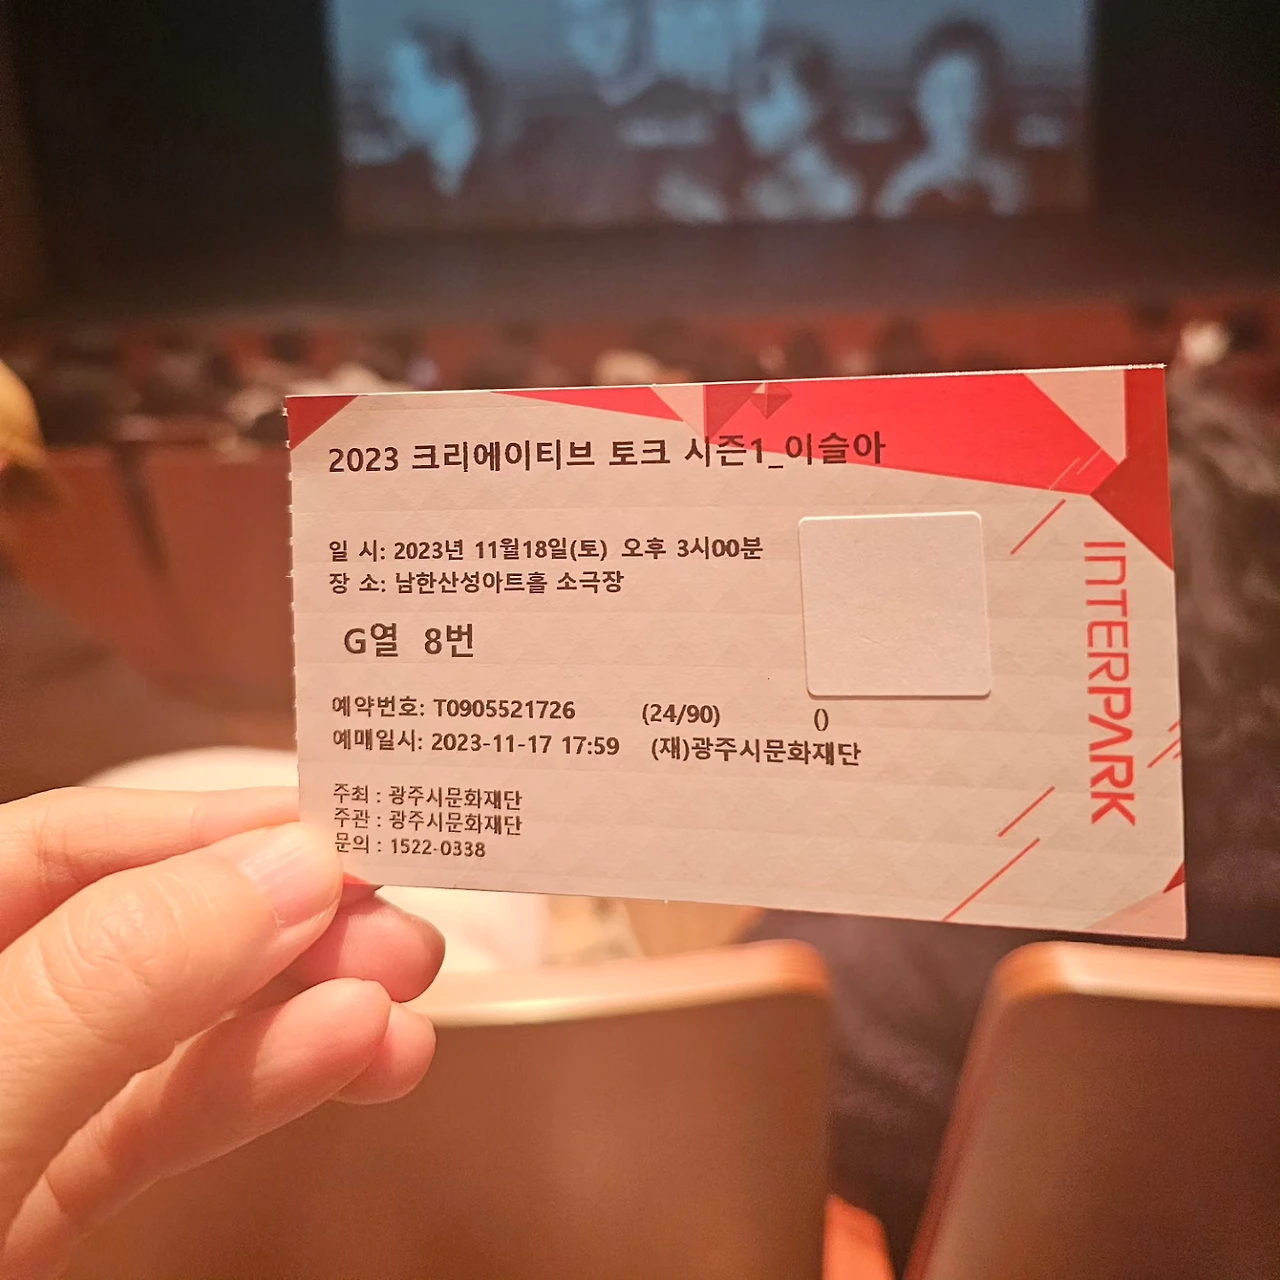 2023 크리에이티브 토크 시즌1_이슬아
일 시: 2023년 11월18일(토) 오후 3시00분
장 소: 남한산성아트홀 소극장
G열 8번
예약번호: T0905521726 (24/90) ()
예매일시: 2023-11-17 17:59 (재)광주시문화재단
주최 : 광주시문화재단
주관 : 광주시문화재단
문의 : 1522-0338
INTERPARK